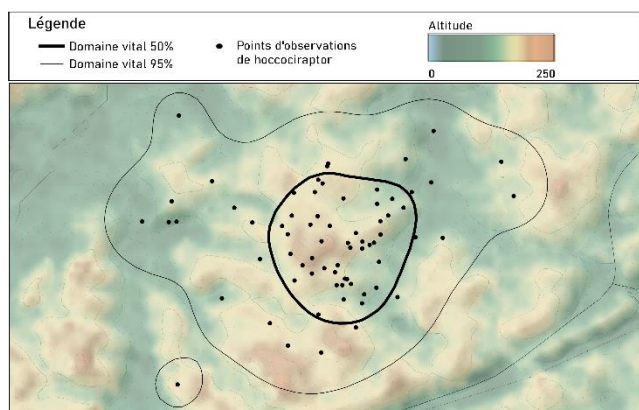 Légende
Domaine vital 50%
Domaine vital 95%
Points d'observations
de hoccociraptor
Altitude
0
250